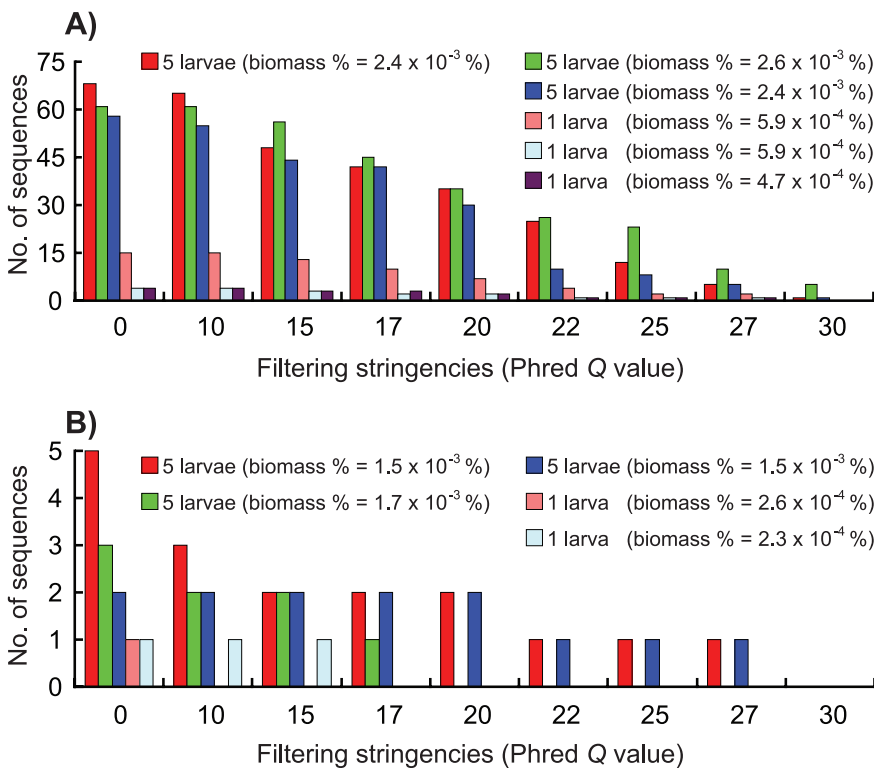 A)
5 larvae (biomass % = 2.4 x 10⁻³ %)
5 larvae (biomass % = 2.6 x 10⁻³ %)
5 larvae (biomass % = 2.4 x 10⁻³ %)
1 larva (biomass % = 5.9 x 10⁻⁴ %)
1 larva (biomass % = 5.9 x 10⁻⁴ %)
1 larva (biomass % = 4.7 x 10⁻⁴ %)
No. of sequences
75
60
45
30
15
0
0 10 15 17 20 22 25 27 30
Filtering stringencies (Phred Q value)
B)
5 larvae (biomass % = 1.5 x 10⁻³ %)
5 larvae (biomass % = 1.7 x 10⁻³ %)
5 larvae (biomass % = 1.5 x 10⁻³ %)
1 larva (biomass % = 2.6 x 10⁻⁴ %)
1 larva (biomass % = 2.3 x 10⁻⁴ %)
No. of sequences
5
4
3
2
1
0
0 10 15 17 20 22 25 27 30
Filtering stringencies (Phred Q value)